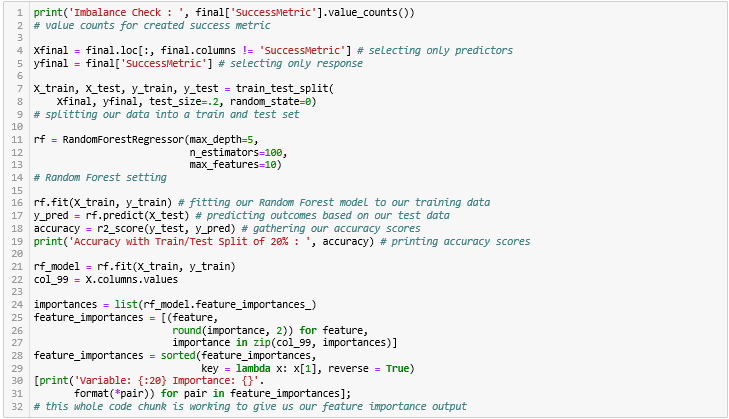 1 print('Imbalance Check : ', final['SuccessMetric'].value_counts())
2 # value counts for created success metric
3
4 Xfinal = final.loc[:, final.columns != 'SuccessMetric'] # selecting only predictors
5 yfinal = final['SuccessMetric'] # selecting only response
6
7 X_train, X_test, y_train, y_test = train_test_split(
8     Xfinal, yfinal, test_size=.2, random_state=0)
9 # splitting our data into a train and test set
10
11 rf = RandomForestRegressor(max_depth=5,
12                            n_estimators=100,
13                            max_features=10)
14 # Random Forest setting
15
16 rf.fit(X_train, y_train) # fitting our Random Forest model to our training data
17 y_pred = rf.predict(X_test) # predicting outcomes based on our test data
18 accuracy = r2_score(y_test, y_pred) # gathering our accuracy scores
19 print('Accuracy with Train/Test Split of 20% : ', accuracy) # printing accuracy scores
20
21 rf_model = rf.fit(X_train, y_train)
22 col_99 = X.columns.values
23
24 importances = list(rf_model.feature_importances_)
25 feature_importances = [(feature,
26                         round(importance, 2)) for feature,
27                         importance in zip(col_99, importances)]
28 feature_importances = sorted(feature_importances,
29                              key = lambda x: x[1], reverse = True)
30 [print('Variable: {:20} Importance: {}'.
31        format(*pair)) for pair in feature_importances];
32 # this whole code chunk is working to give us our feature importance output